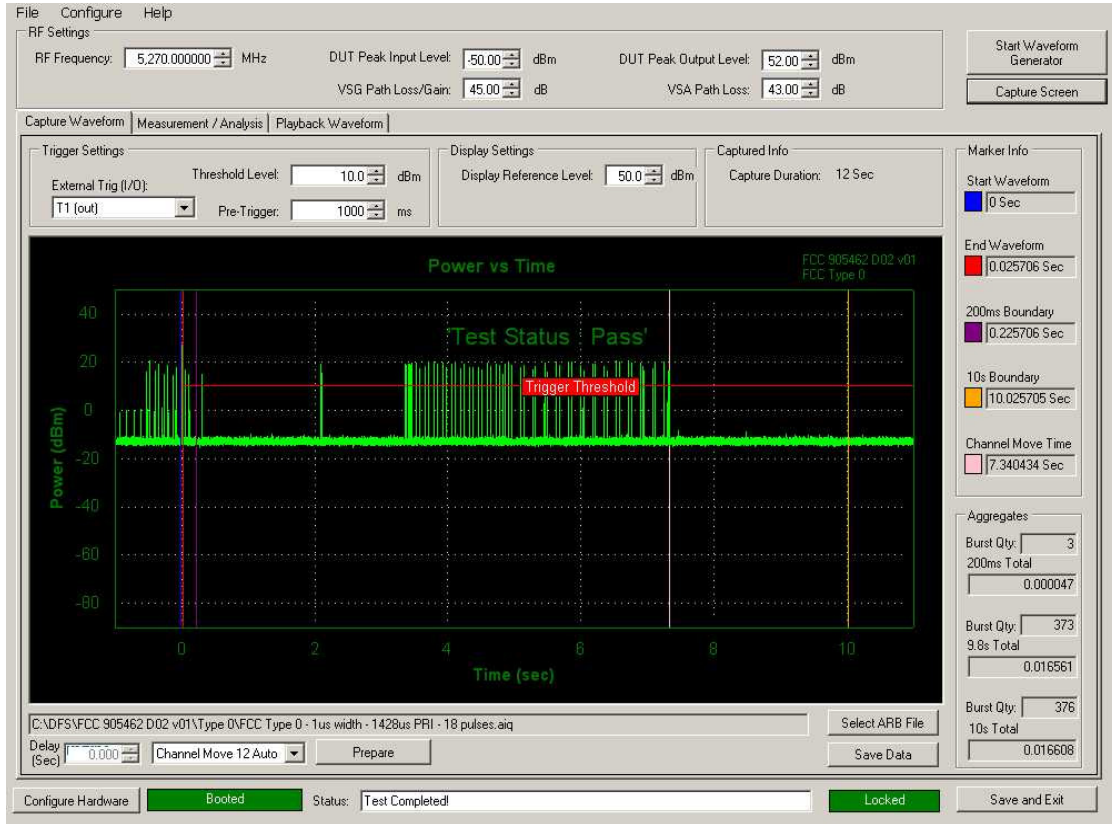 File Configure Help
RF Settings
RF Frequency: 5,270.000000 MHz
DUT Peak Input Level: -50.00 dBm
DUT Peak Output Level: 52.00 dBm
VSG Path Loss/Gain: 45.00 dB
VSA Path Loss: 43.00 dB
Start Waveform
Generator
Capture Screen
Capture Waveform Measurement / Analysis Playback Waveform
Trigger Settings
External Trig (I/O):
T1 (out)
Threshold Level: 10.0 dBm
Pre-Trigger: 1000 ms
Display Settings
Display Reference Level: 50.0 dBm
Captured Info
Capture Duration: 12 Sec
Marker Info
Start Waveform
0 Sec
End Waveform
0.025706 Sec
200ms Boundary
0.225706 Sec
10s Boundary
10.025705 Sec
Channel Move Time
7.340434 Sec
Power vs Time
FCC 905462 D02 v01
FCC Type 0
'Test Status : Pass'
Trigger Threshold
Power (dBm)
40
20
0
-20
-40
-60
-80
0 2 4 6 8 10
Time (sec)
Aggregates
Burst Qty: 3
200ms Total
0.000047
Burst Qty: 373
9.8s Total
0.016561
Burst Qty: 376
10s Total
0.016608
C:\DFS\FCC 905462 D02 v01\Type 0\FCC Type 0 - 1us width - 1428us PRI - 18 pulses.aiq
Select ARB File
Delay
(Sec) 0.000
Channel Move 12 Auto
Prepare
Save Data
Configure Hardware
Booted
Status: Test Completed!
Locked
Save and Exit